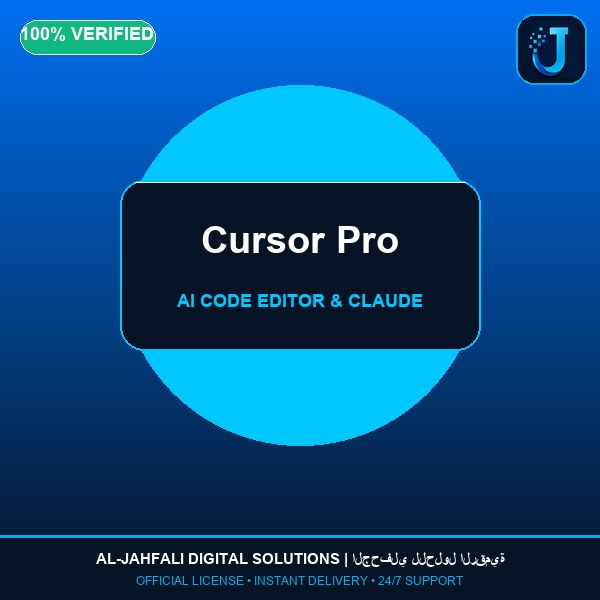 100% VERIFIED
J
Cursor Pro
AI CODE EDITOR & CLAUDE
AL-JAHFALI DIGITAL SOLUTIONS | الجحفلي للحلول الرقمية
OFFICIAL LICENSE • INSTANT DELIVERY • 24/7 SUPPORT